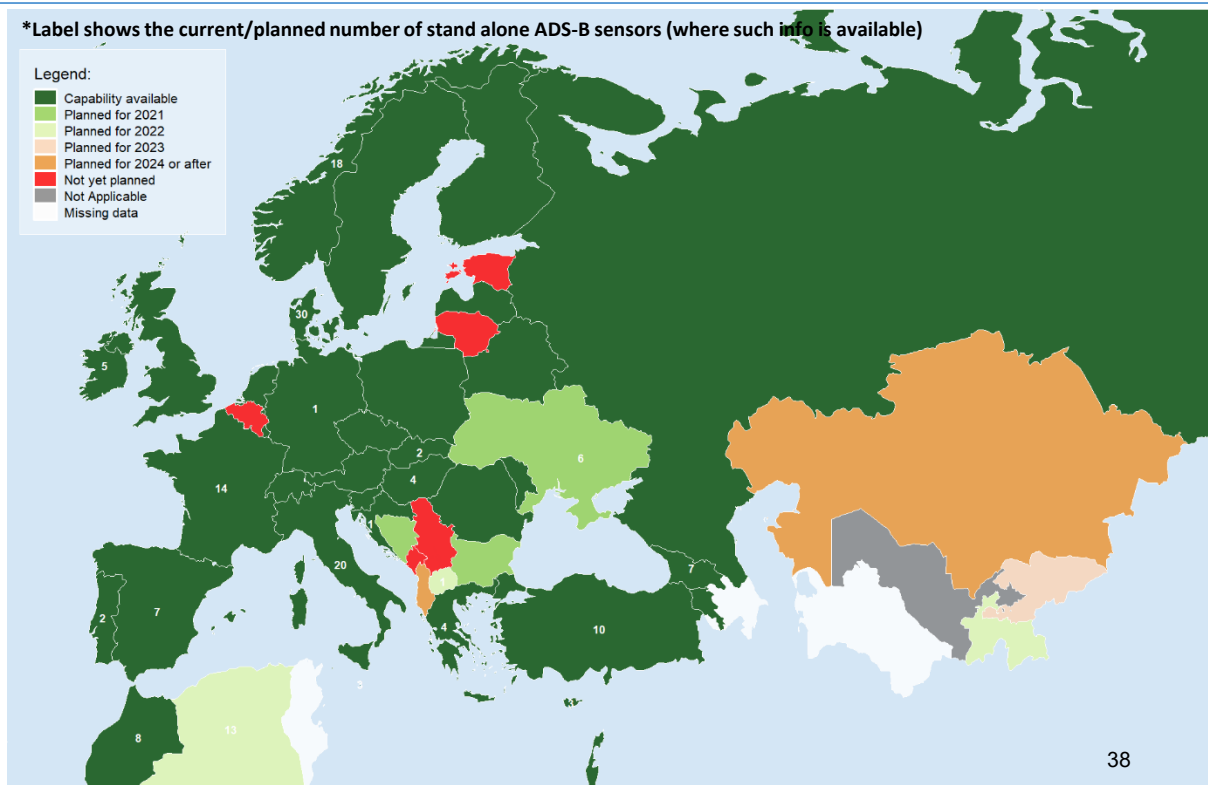 *Label shows the current/planned number of stand alone ADS-B sensors (where such info is available)
Legend:
Capability available
Planned for 2021
Planned for 2022
Planned for 2023
Planned for 2024 or after
Not yet planned
Not Applicable
Missing data
18
30
5
1
6
2
4
14
1
20
7
1
2
7
4
10
3
8
13
38